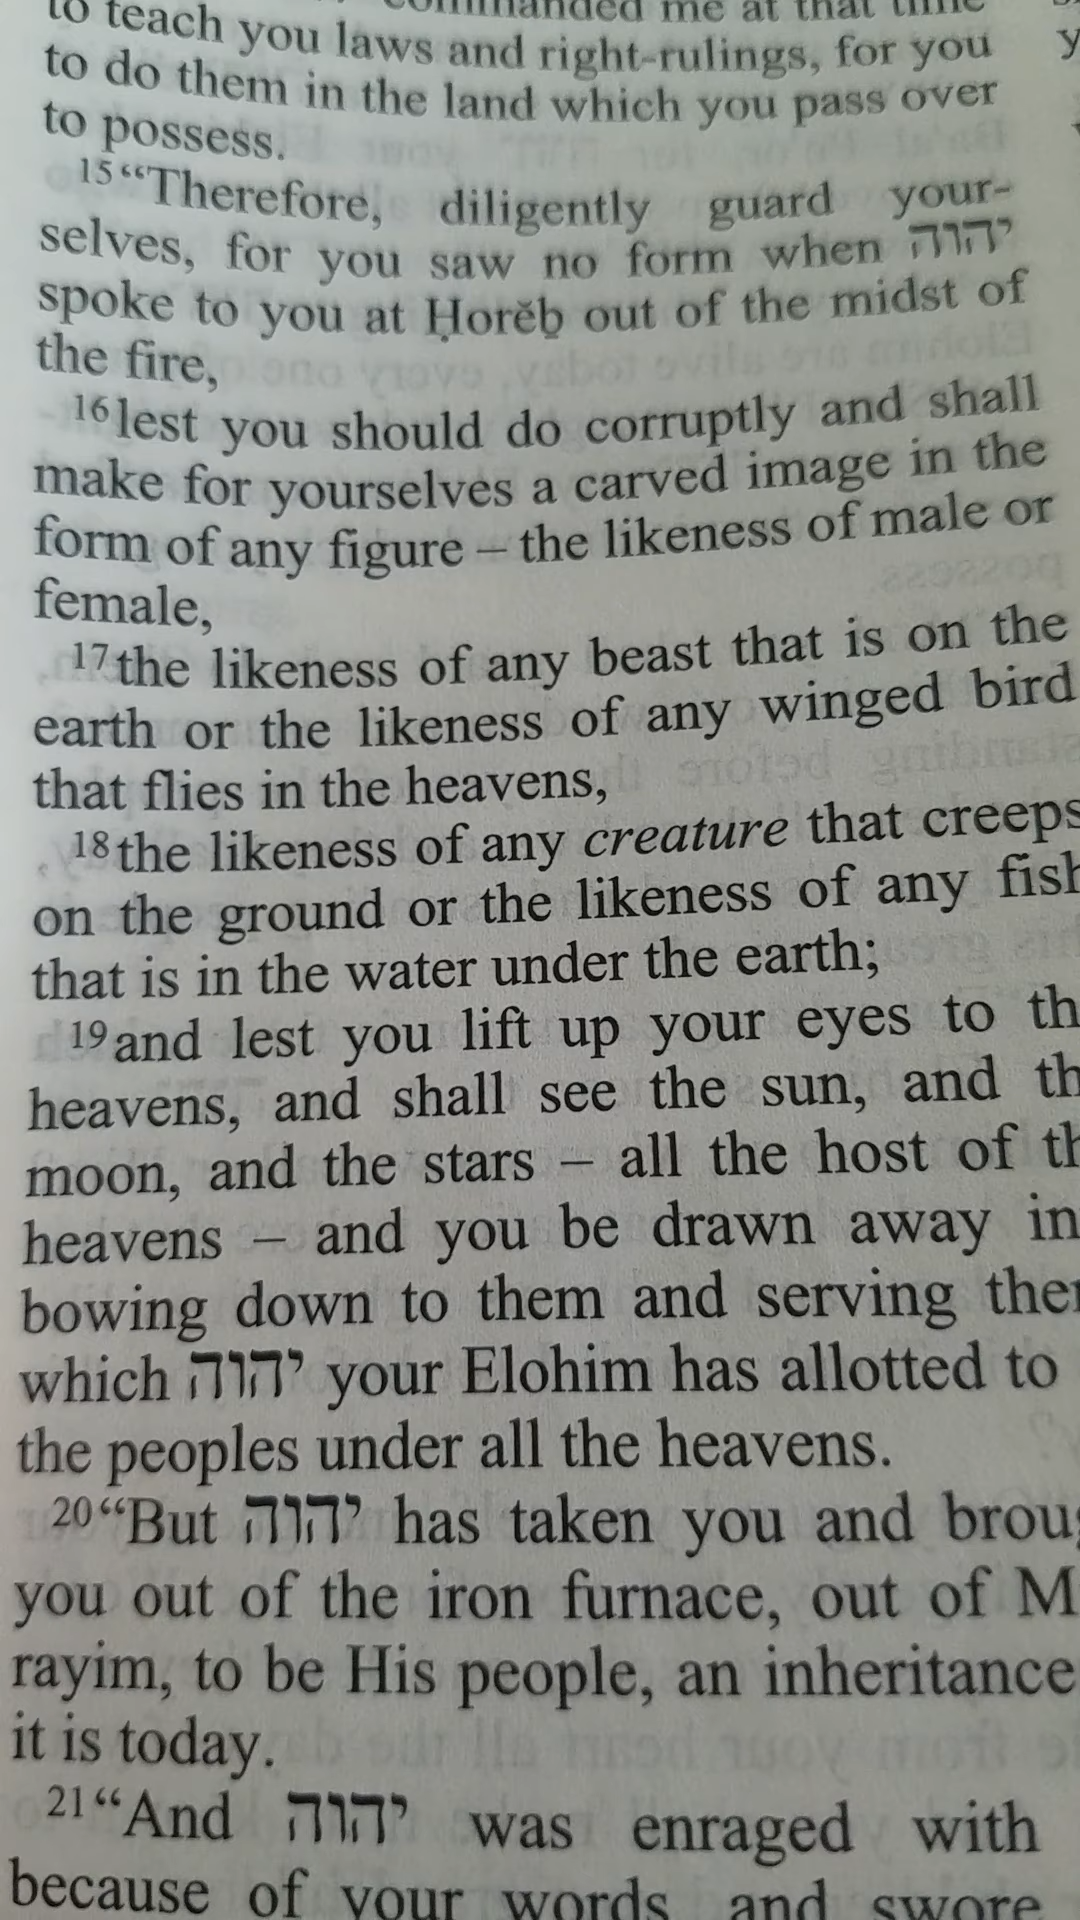 to teach you laws and right-rulings, for you
to do them in the land which you pass over
to possess.
15 “Therefore, diligently guard your-
selves, for you saw no form when יהוה
spoke to you at Ḥorĕḇ out of the midst of
the fire,
16 lest you should do corruptly and shall
make for yourselves a carved image in the
form of any figure – the likeness of male or
female,
17 the likeness of any beast that is on the
earth or the likeness of any winged bird
that flies in the heavens,
18 the likeness of any creature that creeps
on the ground or the likeness of any fish
that is in the water under the earth;
19 and lest you lift up your eyes to th
heavens, and shall see the sun, and th
moon, and the stars – all the host of th
heavens – and you be drawn away in
bowing down to them and serving the
which יהוה your Elohim has allotted to
the peoples under all the heavens.
20 “But יהוה has taken you and broug
you out of the iron furnace, out of M
rayim, to be His people, an inheritance
it is today.
21 “And יהוה was enraged with
because of your words, and swore